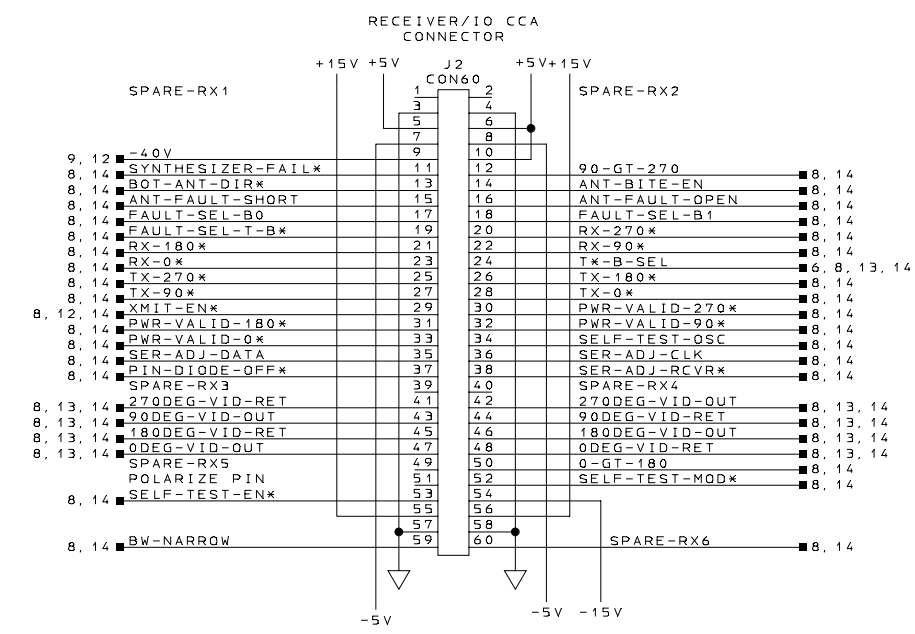 RECEIVER/IO CCA
CONNECTOR
+15V +5V J2 +5V +15V
CON60
SPARE-RX1 1 2 SPARE-RX2
3 4
5 6
7 8
9, 12 -40V 9 10
8, 14 SYNTHESIZER-FAIL* 11 12 90-GT-270 8, 14
8, 14 BOT-ANT-DIR* 13 14 ANT-BITE-EN 8, 14
8, 14 ANT-FAULT-SHORT 15 16 ANT-FAULT-OPEN 8, 14
8, 14 FAULT-SEL-B0 17 18 FAULT-SEL-B1 8, 14
8, 14 FAULT-SEL-T-B* 19 20 RX-270* 8, 14
8, 14 RX-180* 21 22 RX-90* 8, 14
8, 14 RX-0* 23 24 T*-B-SEL 6, 8, 13, 14
8, 14 TX-270* 25 26 TX-180* 8, 14
8, 14 TX-90* 27 28 TX-0* 8, 14
8, 12, 14 XMIT-EN* 29 30 PWR-VALID-270* 8, 14
8, 14 PWR-VALID-180* 31 32 PWR-VALID-90* 8, 14
8, 14 PWR-VALID-0* 33 34 SELF-TEST-OSC 8, 14
8, 14 SER-ADJ-DATA 35 36 SER-ADJ-CLK 8, 14
8, 14 PIN-DIODE-OFF* 37 38 SER-ADJ-RCVR* 8, 14
SPARE-RX3 39 40 SPARE-RX4
8, 13, 14 270DEG-VID-RET 41 42 270DEG-VID-OUT 8, 13, 14
8, 13, 14 90DEG-VID-OUT 43 44 90DEG-VID-RET 8, 13, 14
8, 13, 14 180DEG-VID-RET 45 46 180DEG-VID-OUT 8, 13, 14
8, 13, 14 0DEG-VID-OUT 47 48 0DEG-VID-RET 8, 13, 14
SPARE-RX5 49 50 0-GT-180 8, 14
POLARIZE PIN 51 52 SELF-TEST-MOD* 8, 14
8, 14 SELF-TEST-EN* 53 54
55 56
57 58
8, 14 BW-NARROW 59 60 SPARE-RX6 8, 14
-5V -5V -15V